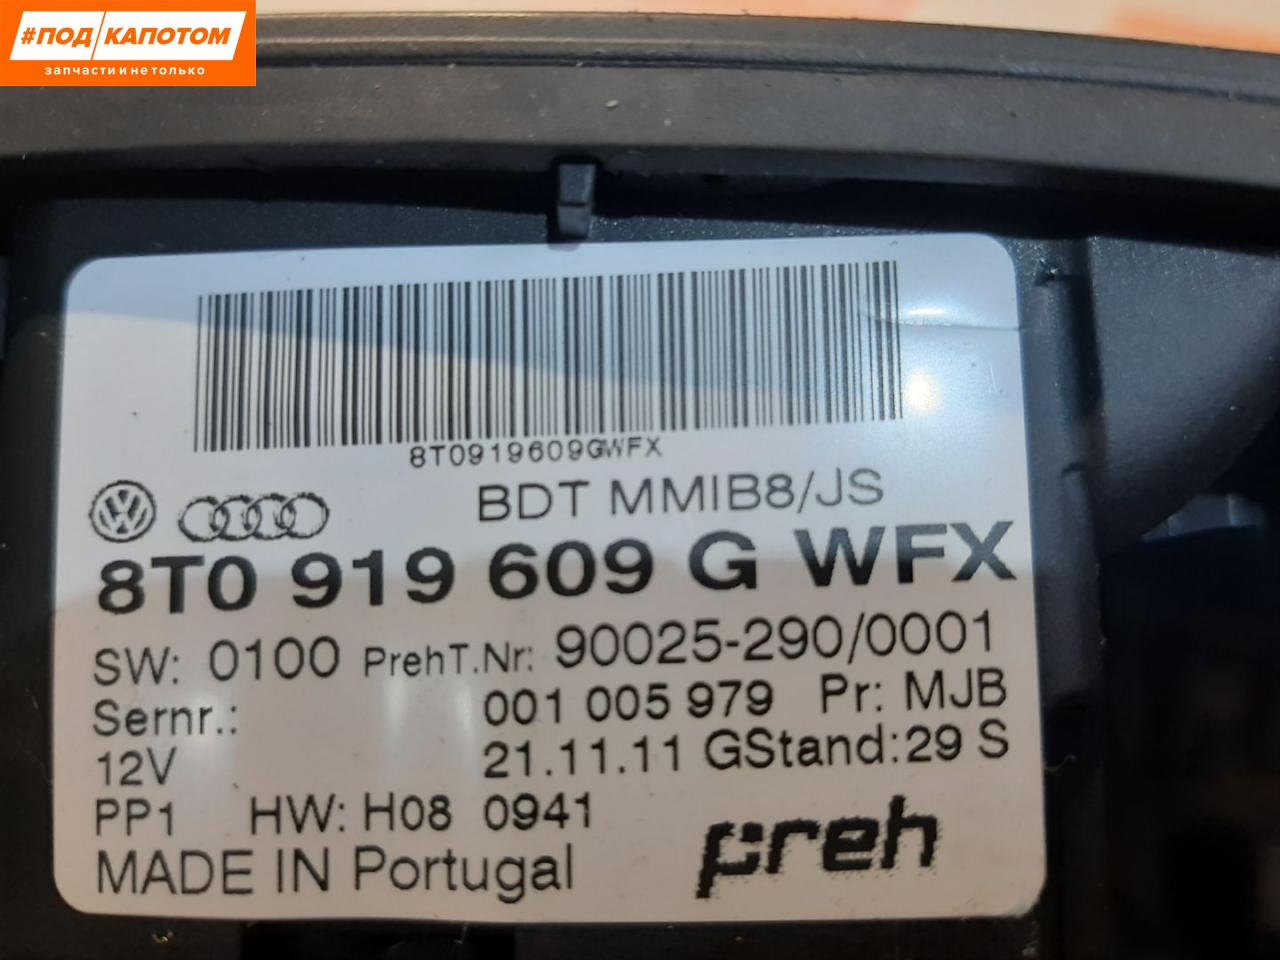 #ПОД КАПОТОМ
запчасти и не только
8T0919609GWFX
BDT MMIB8/JS
8T0 919 609 G WFX
SW: 0100 PrehT.Nr: 90025-290/0001
Sernr.: 001 005 979 Pr: MJB
12V 21.11.11 GStand:29 S
PP1 HW: H08 0941
MADE IN Portugal
preh